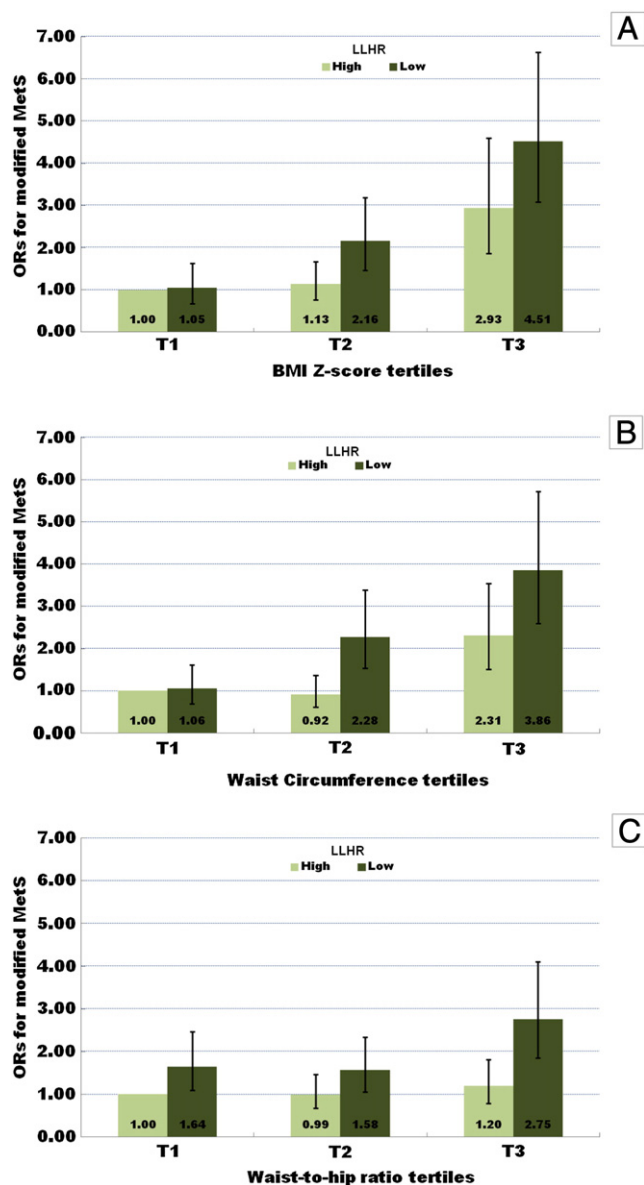 A
7.00
LLHR
High Low
6.00
5.00
4.00
3.00
2.00
1.00
0.00
ORs for modified MetS
1.00 1.05 1.13 2.16 2.93 4.51
T1 T2 T3
BMI Z-score tertiles
B
7.00
LLHR
High Low
6.00
5.00
4.00
3.00
2.00
1.00
0.00
ORs for modified MetS
1.00 1.06 0.92 2.28 2.31 3.86
T1 T2 T3
Waist Circumference tertiles
C
7.00
LLHR
High Low
6.00
5.00
4.00
3.00
2.00
1.00
0.00
ORs for modified MetS
1.00 1.64 0.99 1.58 1.20 2.75
T1 T2 T3
Waist-to-hip ratio tertiles